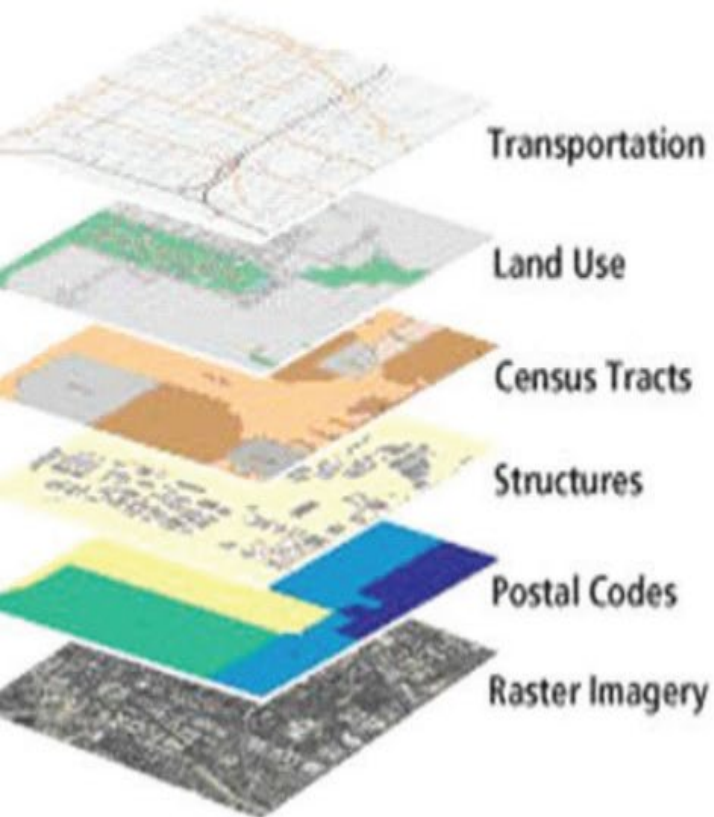 Transportation
Land Use
Census Tracts
Structures
Postal Codes
Raster Imagery